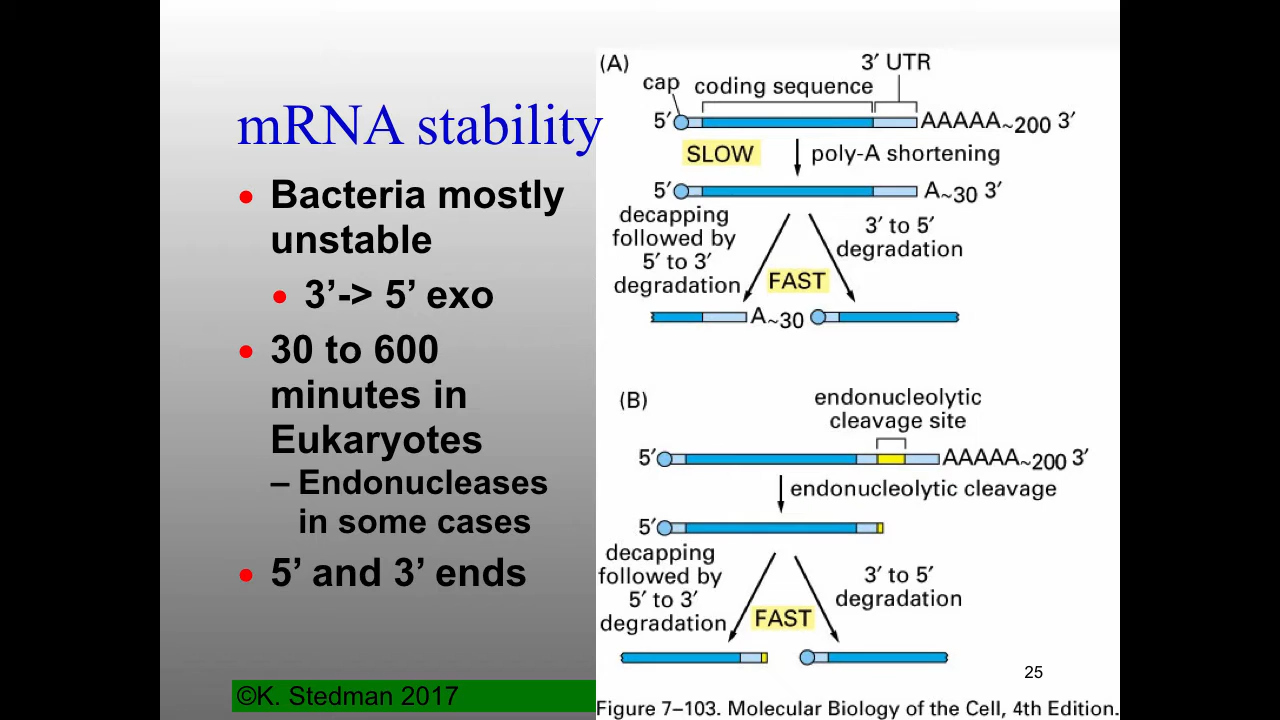 mRNA stability
• Bacteria mostly
unstable
• 3’-> 5’ exo
• 30 to 600
minutes in
Eukaryotes
– Endonucleases
in some cases
• 5’ and 3’ ends
©K. Stedman 2017
(A)
3′ UTR
cap
coding sequence
5′ AAAAA~200 3′
SLOW
poly-A shortening
5′ A~30 3′
decapping
followed by
5′ to 3′
degradation
3′ to 5′
degradation
FAST
A~30
(B)
endonucleolytic
cleavage site
5′ AAAAA~200 3′
endonucleolytic cleavage
5′
decapping
followed by
5′ to 3′
degradation
3′ to 5′
degradation
FAST
25
Figure 7–103. Molecular Biology of the Cell, 4th Edition.